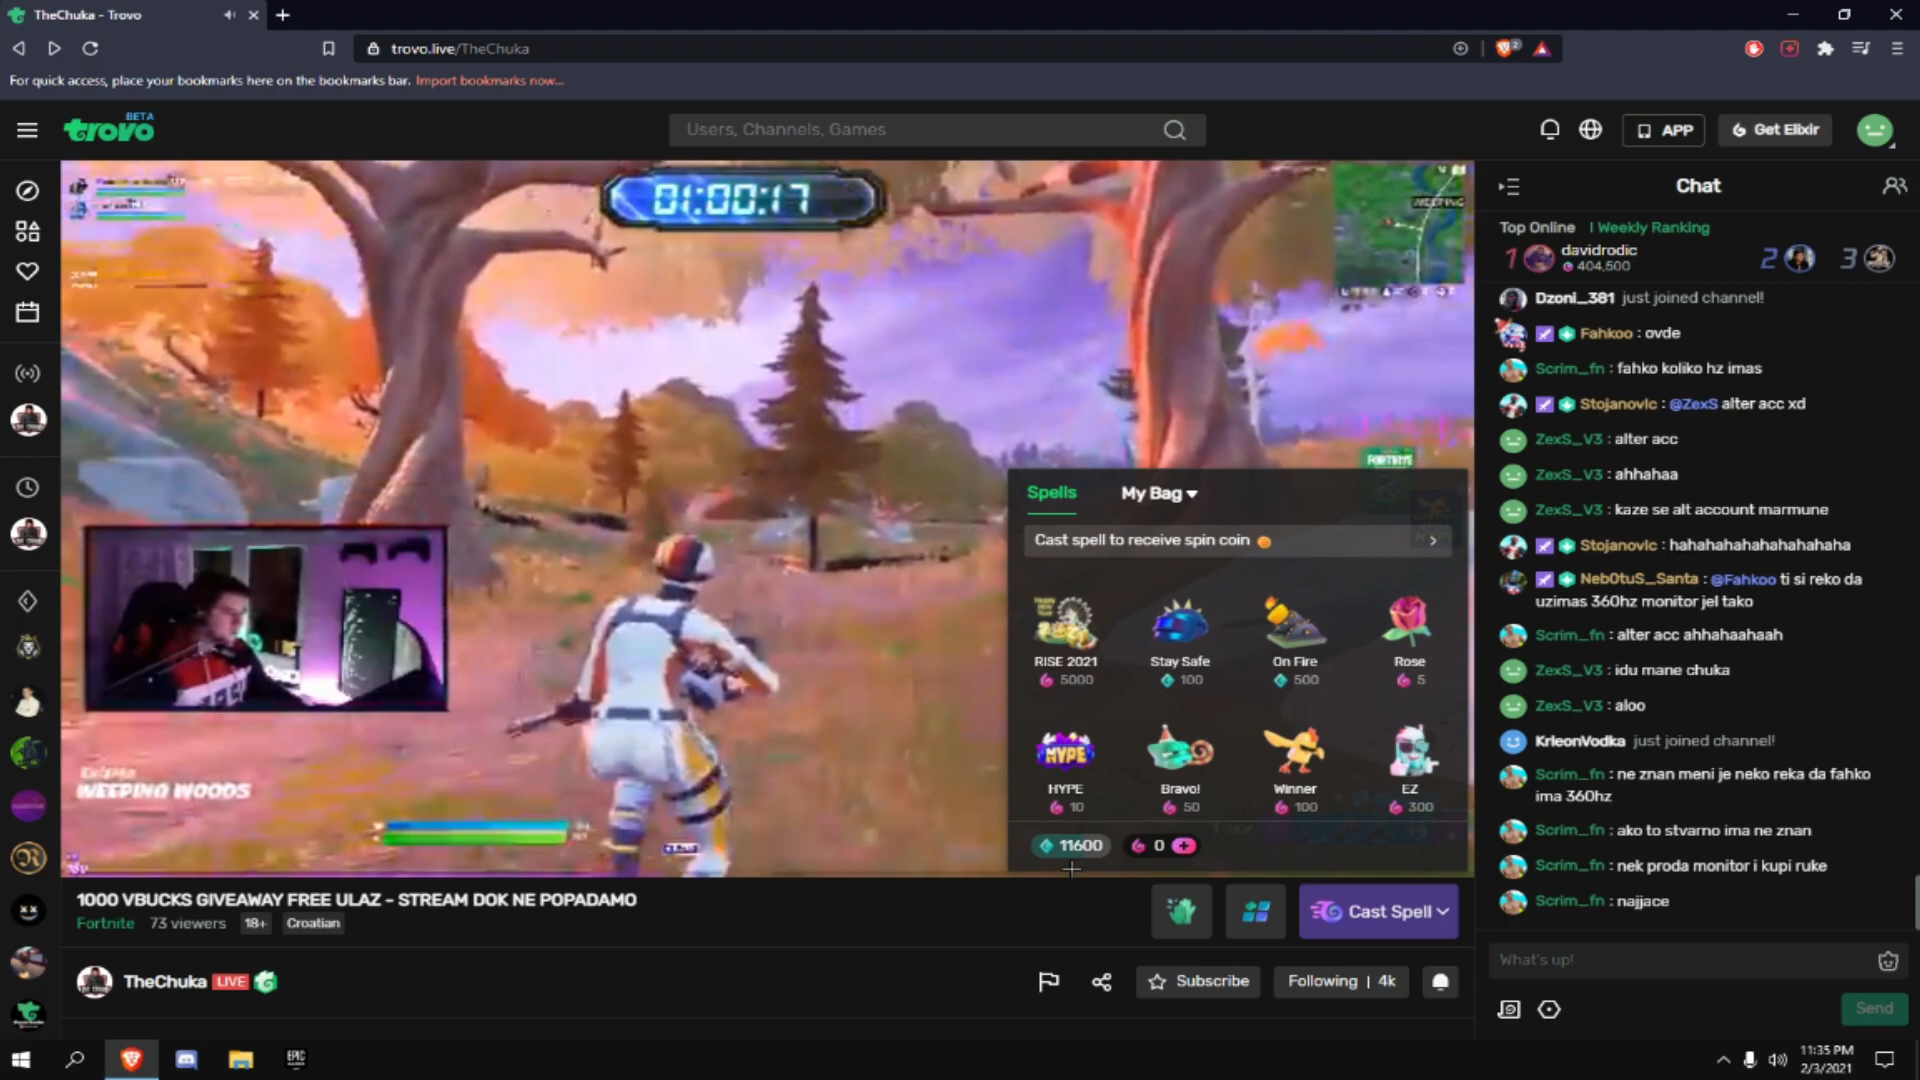 TheChuka - Trovo
trovo.live/TheChuka
2
For quick access, place your bookmarks here on the bookmarks bar. Import bookmarks now...
trovo BETA
Users, Channels, Games
APP
Get Elixir
01:00:17
WEEPING
FORTNITE
WEEPING WOODS
Spells
My Bag
Cast spell to receive spin coin
RISE 2021
5000
Stay Safe
100
On Fire
500
Rose
5
HYPE
HYPE
10
Bravo!
50
Winner
100
EZ
300
11600
0
1000 VBUCKS GIVEAWAY FREE ULAZ - STREAM DOK NE POPADAMO
Fortnite 73 viewers 18+ Croatian
Cast Spell
TheChuka LIVE
Subscribe
Following | 4k
Chat
Top Online | Weekly Ranking
1 davidrodic 2 3
404,500
Dzoni_381 just joined channel!
Fahkoo : ovde
Scrim_fn : fahko koliko hz imas
Stojanovic : @ZexS alter acc xd
ZexS_V3 : alter acc
ZexS_V3 : ahhahaa
ZexS_V3 : kaze se alt account marmune
Stojanovic : hahahahahahahahaha
Neb0tuS_Santa : @Fahkoo ti si reko da
uzimas 360hz monitor jel tako
Scrim_fn : alter acc ahhahaahaah
ZexS_V3 : idu mane chuka
ZexS_V3 : aloo
KrleonVodka just joined channel!
Scrim_fn : ne znan meni je neko reka da fahko
ima 360hz
Scrim_fn : ako to stvarno ima ne znan
Scrim_fn : nek proda monitor i kupi ruke
Scrim_fn : najjace
What's up!
Send
EPIC
GAMES
11:35 PM
2/3/2021